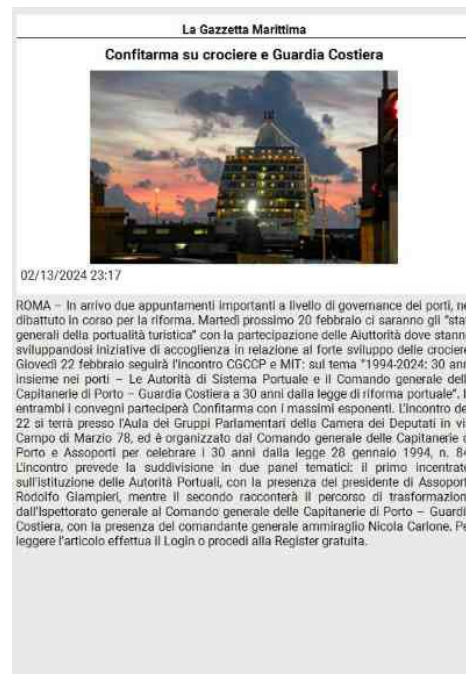 La Gazzetta Marittima
Confitarma su crociere e Guardia Costiera
02/13/2024 23:17
ROMA – In arrivo due appuntamenti importanti a livello di governance dei porti, ne
dibattuto in corso per la riforma. Martedì prossimo 20 febbraio ci saranno gli "stat
generali della portualità turistica" con la partecipazione delle Aiuttorità dove stanno
sviluppandosi iniziative di accoglienza in relazione al forte sviluppo delle crociere
Giovedì 22 febbraio seguirà l'incontro CGCCP e MIT: sul tema "1994-2024: 30 ann
insieme nei porti – Le Autorità di Sistema Portuale e il Comando generale dell
Capitanerie di Porto – Guardia Costiera a 30 anni dalla legge di riforma portuale". I
entrambi i convegni parteciperà Confitarma con i massimi esponenti. L'incontro de
22 si terrà presso l'Aula dei Gruppi Parlamentari della Camera dei Deputati in vi
Campo di Marzio 78, ed è organizzato dal Comando generale delle Capitanerie d
Porto e Assoporti per celebrare i 30 anni dalla legge 28 gennaio 1994, n. 84
L'incontro prevede la suddivisione in due panel tematici: il primo incentrato
sull'istituzione delle Autorità Portuali, con la presenza del presidente di Assoport
Rodolfo Giampieri, mentre il secondo racconterà il percorso di trasformazion
dall'Ispettorato generale al Comando generale delle Capitanerie di Porto – Guardi
Costiera, con la presenza del comandante generale ammiraglio Nicola Carlone. Pe
leggere l'articolo effettua il Login o procedi alla Register gratuita.